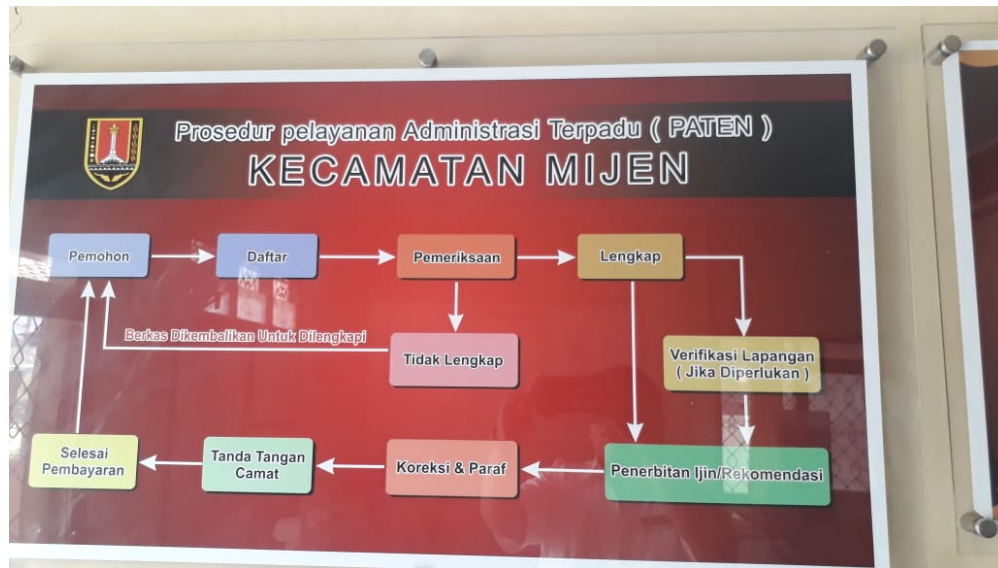 Prosedur pelayanan Administrasi Terpadu ( PATEN )
KECAMATAN MIJEN
Pemohon
Daftar
Pemeriksaan
Lengkap
Berkas Dikembalikan Untuk Dilengkapi
Tidak Lengkap
Verifikasi Lapangan
( Jika Diperlukan )
Selesai
Pembayaran
Tanda Tangan
Camat
Koreksi & Paraf
Penerbitan Ijin/Rekomendasi